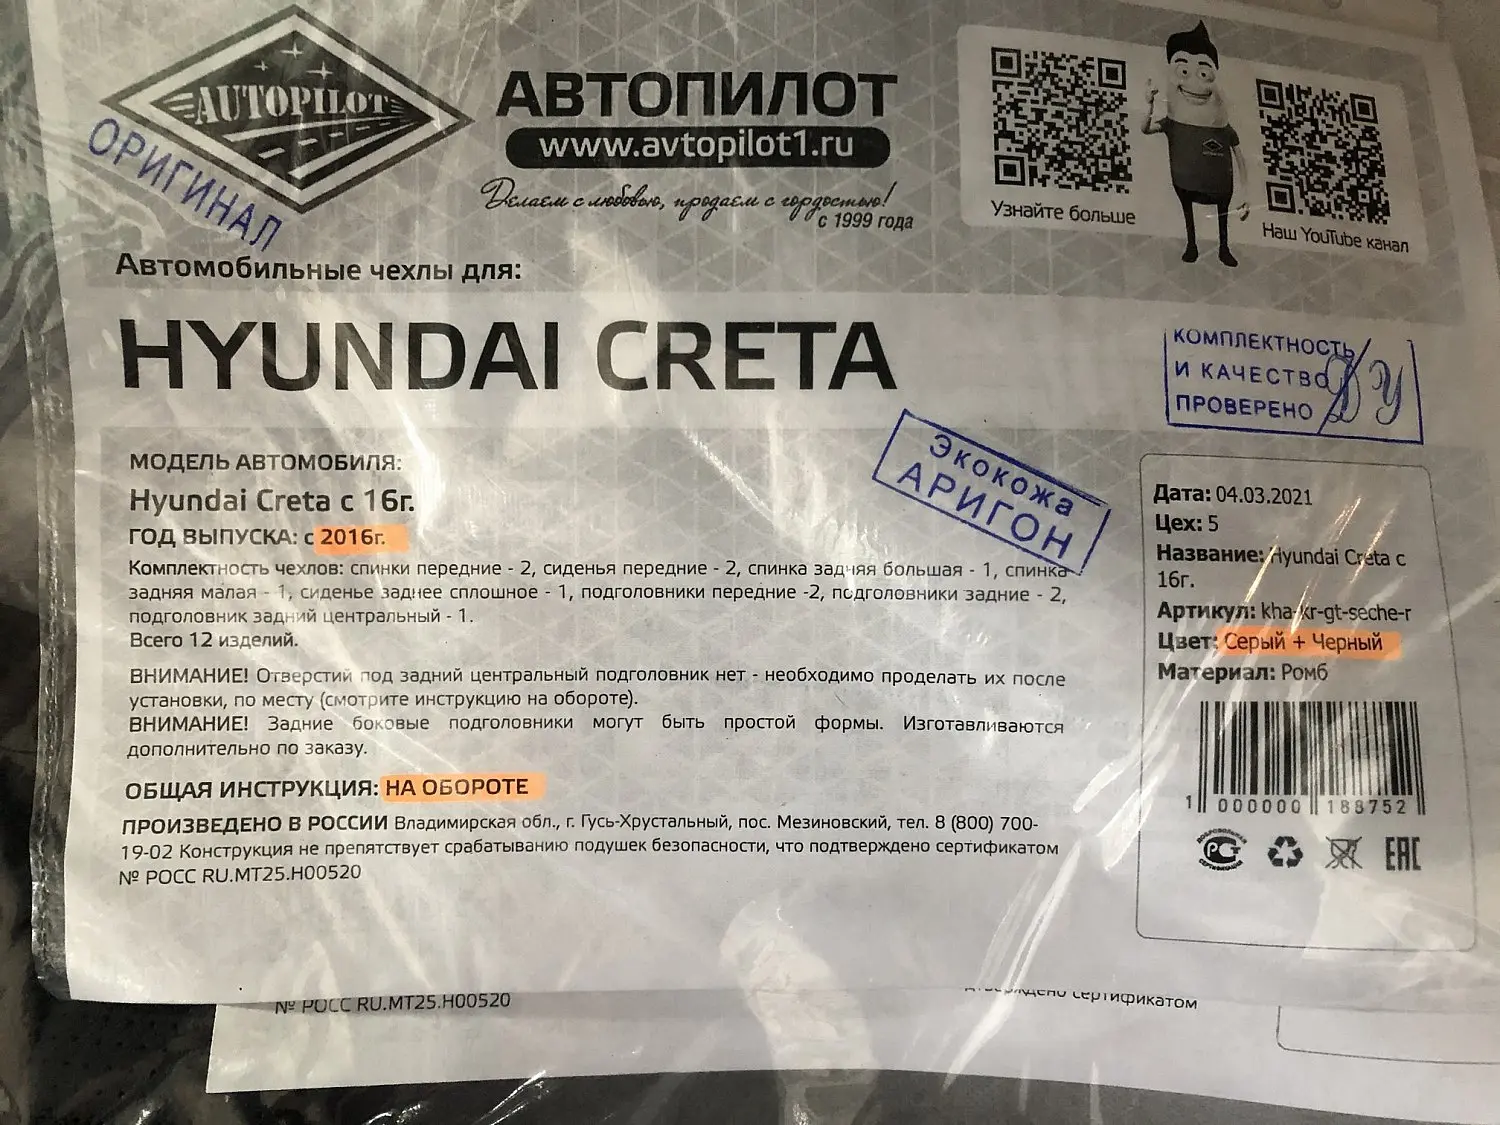 AUTOPILOT
ОРИГИНАЛ
АВТОПИЛОТ
www.avtopilot1.ru
Делаем с любовью, продаем с гордостью!
с 1999 года
Узнайте больше
Наш YouTube канал
Автомобильные чехлы для:
HYUNDAI CRETA
КОМПЛЕКТНОСТЬ
И КАЧЕСТВО
ПРОВЕРЕНО
Экокожа
АРИГОН
МОДЕЛЬ АВТОМОБИЛЯ:
Hyundai Creta с 16г.
ГОД ВЫПУСКА: с 2016г.
Комплектность чехлов: спинки передние - 2, сиденья передние - 2, спинка задняя большая - 1, спинка
задняя малая - 1, сиденье заднее сплошное - 1, подголовники передние -2, подголовники задние - 2,
подголовник задний центральный - 1.
Всего 12 изделий.
ВНИМАНИЕ! Отверстий под задний центральный подголовник нет - необходимо проделать их после
установки, по месту (смотрите инструкцию на обороте).
ВНИМАНИЕ! Задние боковые подголовники могут быть простой формы. Изготавливаются
дополнительно по заказу.
ОБЩАЯ ИНСТРУКЦИЯ: НА ОБОРОТЕ
ПРОИЗВЕДЕНО В РОССИИ Владимирская обл., г. Гусь-Хрустальный, пос. Мезиновский, тел. 8 (800) 700-
19-02 Конструкция не препятствует срабатыванию подушек безопасности, что подтверждено сертификатом
№ РОСС RU.МТ25.Н00520
Дата: 04.03.2021
Цех: 5
Название: Hyundai Creta с
16г.
Артикул: kha-kr-gt-seche-r
Цвет: Серый + Черный
Материал: Ромб
1 000000 188752
ДОБРОВОЛЬНАЯ
РСТ
СЕРТИФИКАЦИЯ
EAC
№ РОСС RU.МТ25.Н00520
сертификатом